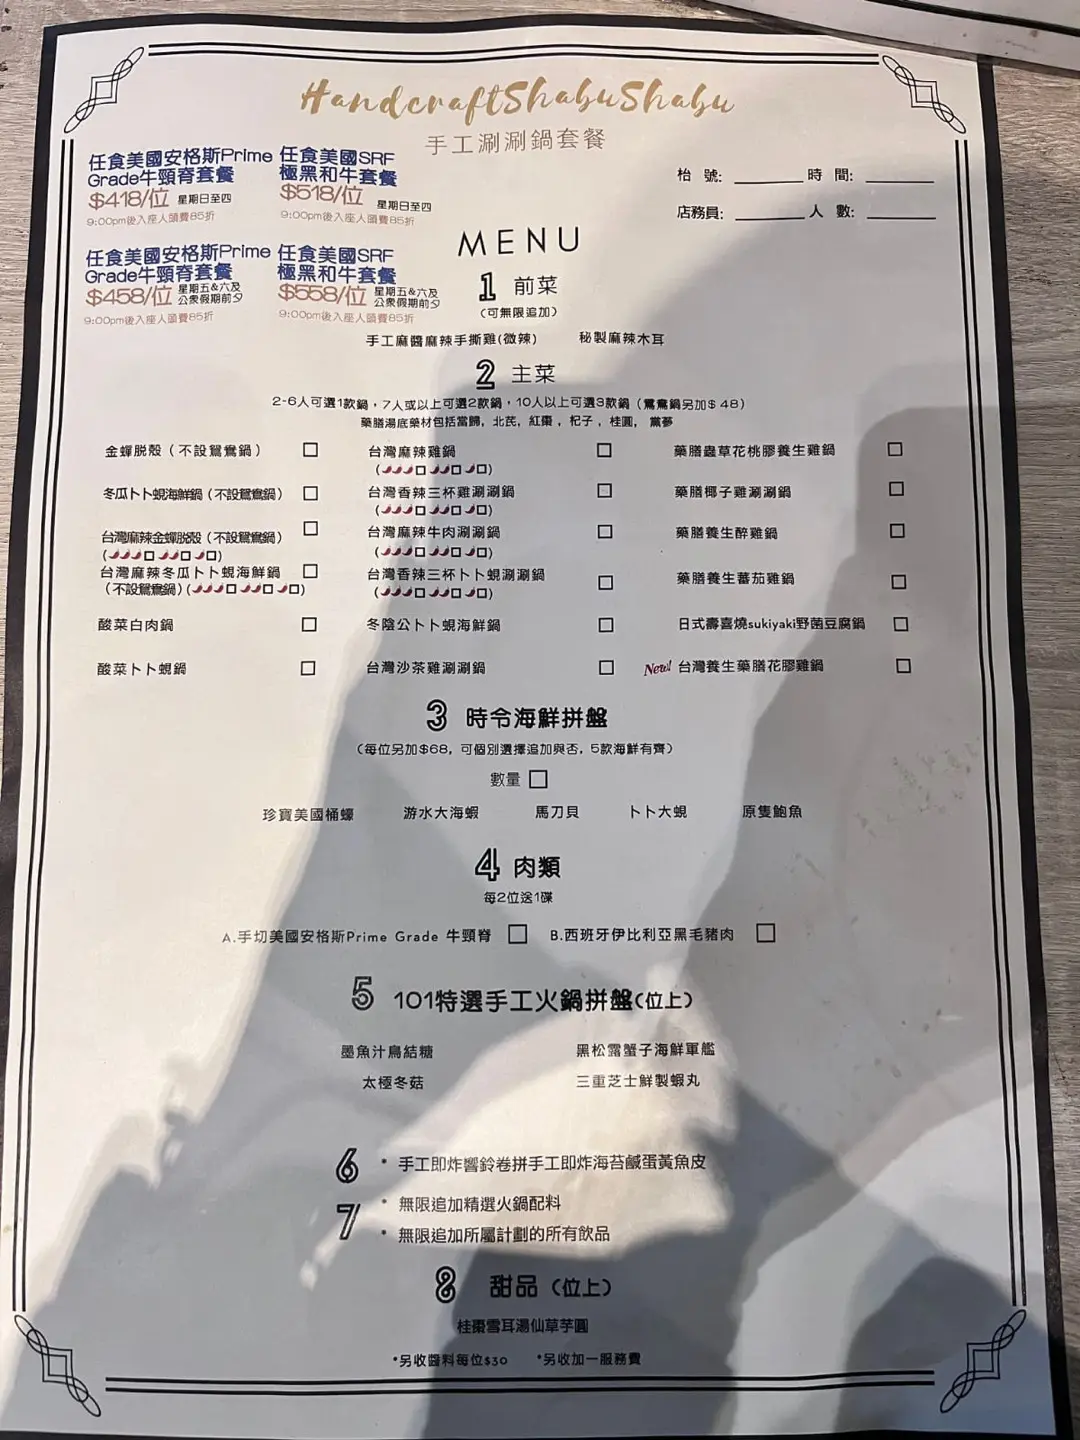 HandcraftShabuShabu
手工涮涮鍋套餐
任食美國安格斯Prime
Grade牛頸脊套餐
$418/位 星期日至四
9:00pm後入座人頭費85折
任食美國SRF
極黑和牛套餐
$518/位 星期日至四
9:00pm後入座人頭費85折
枱 號: 時 間:
店務員: 人 數:
任食美國安格斯Prime
Grade牛頸脊套餐
$458/位 星期五&六及
公眾假期前夕
9:00pm後入座人頭費85折
任食美國SRF
極黑和牛套餐
$558/位 星期五&六及
公眾假期前夕
9:00pm後入座人頭費85折
MENU
1 前菜
(可無限追加)
手工麻醬麻辣手撕雞(微辣) 秘製麻辣木耳
2 主菜
2-6人可選1款鍋，7人或以上可選2款鍋，10人以上可選3款鍋（鴛鴦鍋另加$ 48)
藥膳湯底藥材包括當歸, 北芪, 紅棗 , 杞子 , 桂圓, 黨蔘
金蟬脱殼（不設鴛鴦鍋） 台灣麻辣雞鍋 藥膳蟲草花桃膠養生雞鍋
冬瓜卜卜蜆海鮮鍋（不設鴛鴦鍋） 台灣香辣三杯雞涮涮鍋 藥膳椰子雞涮涮鍋
台灣麻辣金蟬脱殼（不設鴛鴦鍋） 台灣麻辣牛肉涮涮鍋 藥膳養生醉雞鍋
台灣麻辣冬瓜卜卜蜆海鮮鍋 台灣香辣三杯卜卜蜆涮涮鍋 藥膳養生蕃茄雞鍋
（不設鴛鴦鍋）
酸菜白肉鍋 冬陰公卜卜蜆海鮮鍋 日式壽喜燒sukiyaki野菌豆腐鍋
酸菜卜卜蜆鍋 台灣沙茶雞涮涮鍋 New! 台灣養生藥膳花膠雞鍋
3 時令海鮮拼盤
(每位另加$68, 可個別選擇追加與否, 5款海鮮有齊)
數量
珍寶美國桶蠔 游水大海蝦 馬刀貝 卜卜大蜆 原隻鮑魚
4 肉類
每2位送1碟
A.手切美國安格斯Prime Grade 牛頸脊 B.西班牙伊比利亞黑毛豬肉
5 101特選手工火鍋拼盤(位上)
墨魚汁鳥結糖 黑松露蟹子海鮮軍艦
太極冬菇 三重芝士鮮製蝦丸
6 • 手工即炸響鈴卷拼手工即炸海苔鹹蛋黃魚皮
7 • 無限追加精選火鍋配料
• 無限追加所屬計劃的所有飲品
8 甜品（位上）
桂棗雪耳湯仙草芋圓
*另收醬料每位$30 *另收加一服務費